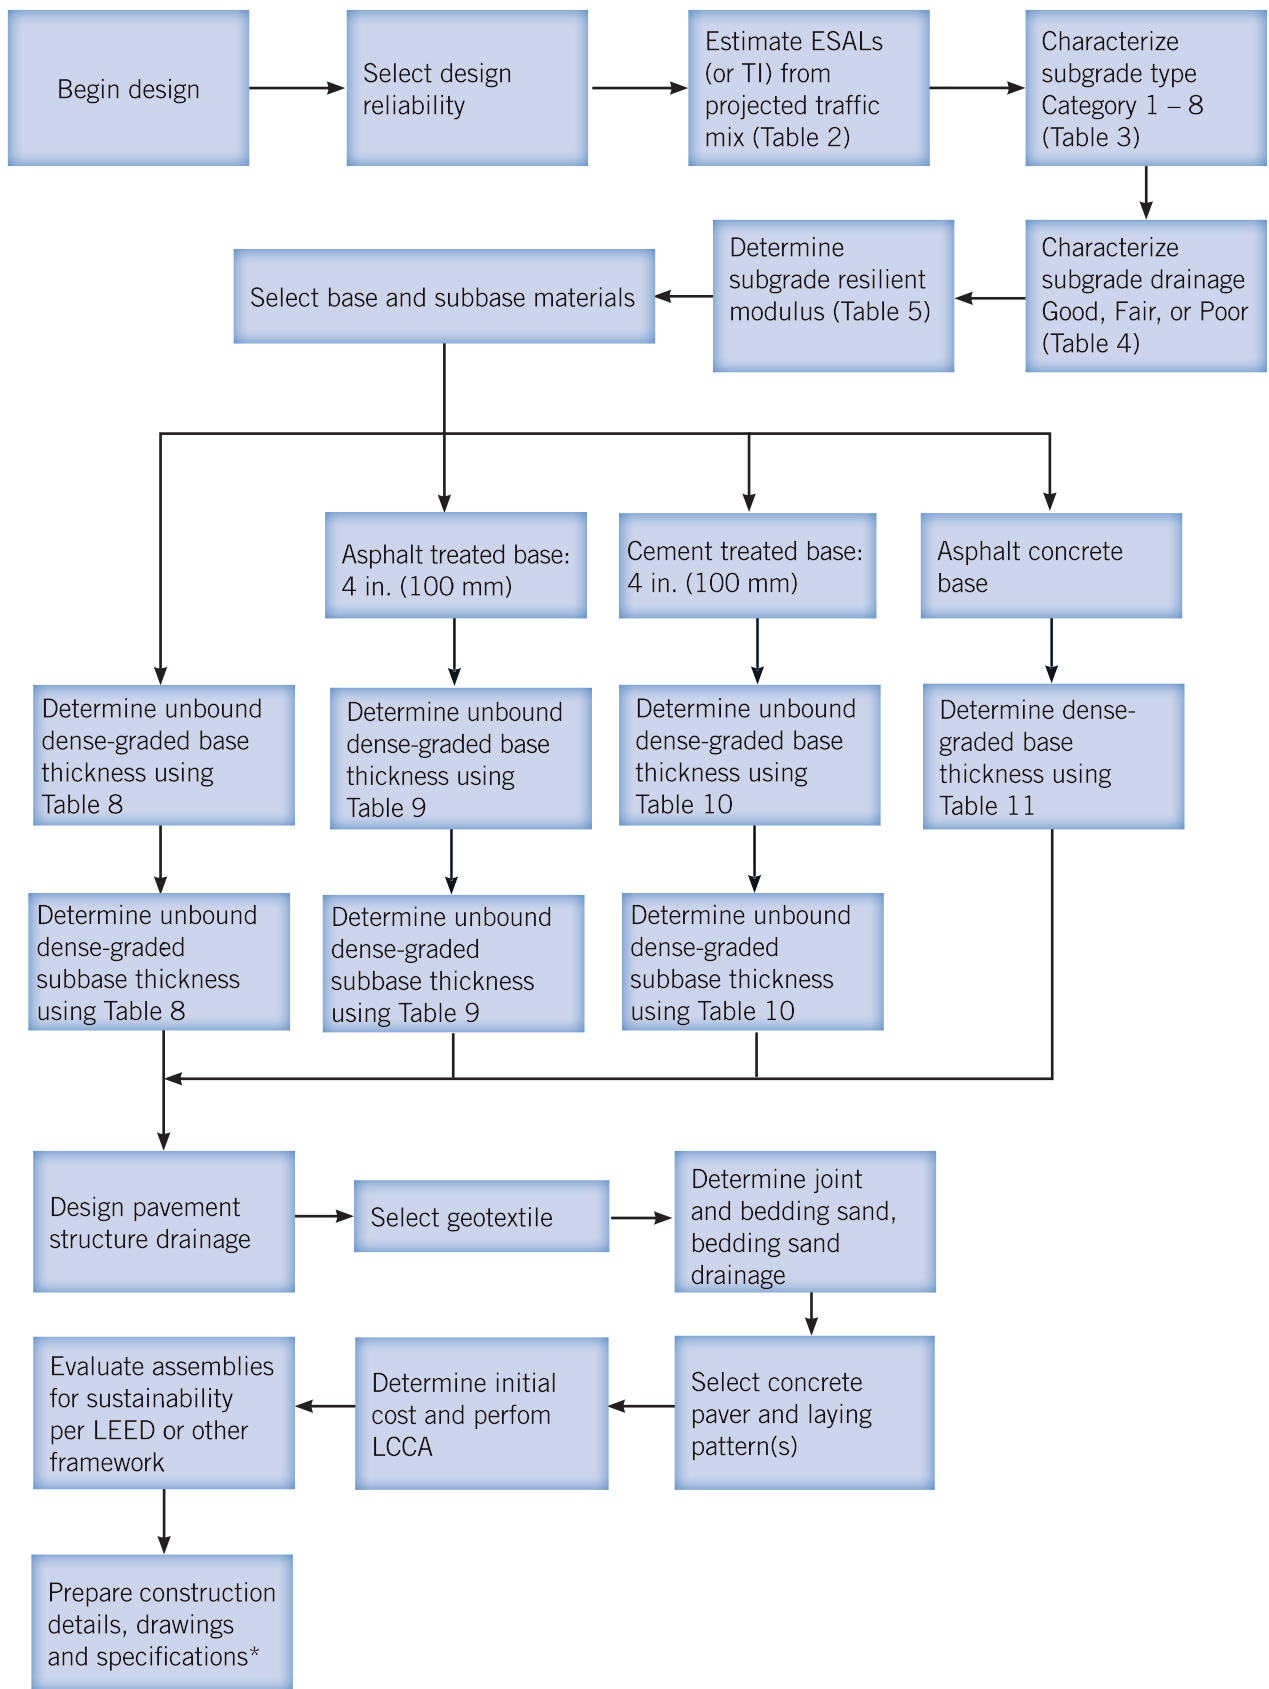 Begin design
Select design
reliability
Estimate ESALs
(or TI) from
projected traffic
mix (Table 2)
Characterize
subgrade type
Category 1 – 8
(Table 3)
Characterize
subgrade drainage
Good, Fair, or Poor
(Table 4)
Determine
subgrade resilient
modulus (Table 5)
Select base and subbase materials
Asphalt treated base:
4 in. (100 mm)
Cement treated base:
4 in. (100 mm)
Asphalt concrete
base
Determine unbound
dense-graded base
thickness using
Table 8
Determine unbound
dense-graded base
thickness using
Table 9
Determine unbound
dense-graded base
thickness using
Table 10
Determine dense-
graded base
thickness using
Table 11
Determine unbound
dense-graded
subbase thickness
using Table 8
Determine unbound
dense-graded
subbase thickness
using Table 9
Determine unbound
dense-graded
subbase thickness
using Table 10
Design pavement
structure drainage
Select geotextile
Determine joint
and bedding sand,
bedding sand
drainage
Select concrete
paver and laying
pattern(s)
Determine initial
cost and perfom
LCCA
Evaluate assemblies
for sustainability
per LEED or other
framework
Prepare construction
details, drawings
and specifications*